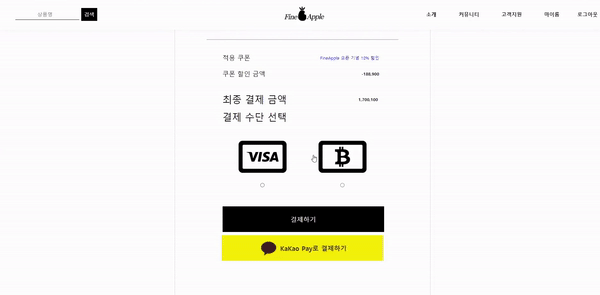 상품명 검색 Fine Apple 소개 커뮤니티 고객지원 마이룸 로그아웃
적용 쿠폰 FineApple 오픈 기념 10% 할인
쿠폰 할인 금액 -188,900
최종 결제 금액 1,700,100
결제 수단 선택
VISA
결제하기
KaKao Pay로 결제하기